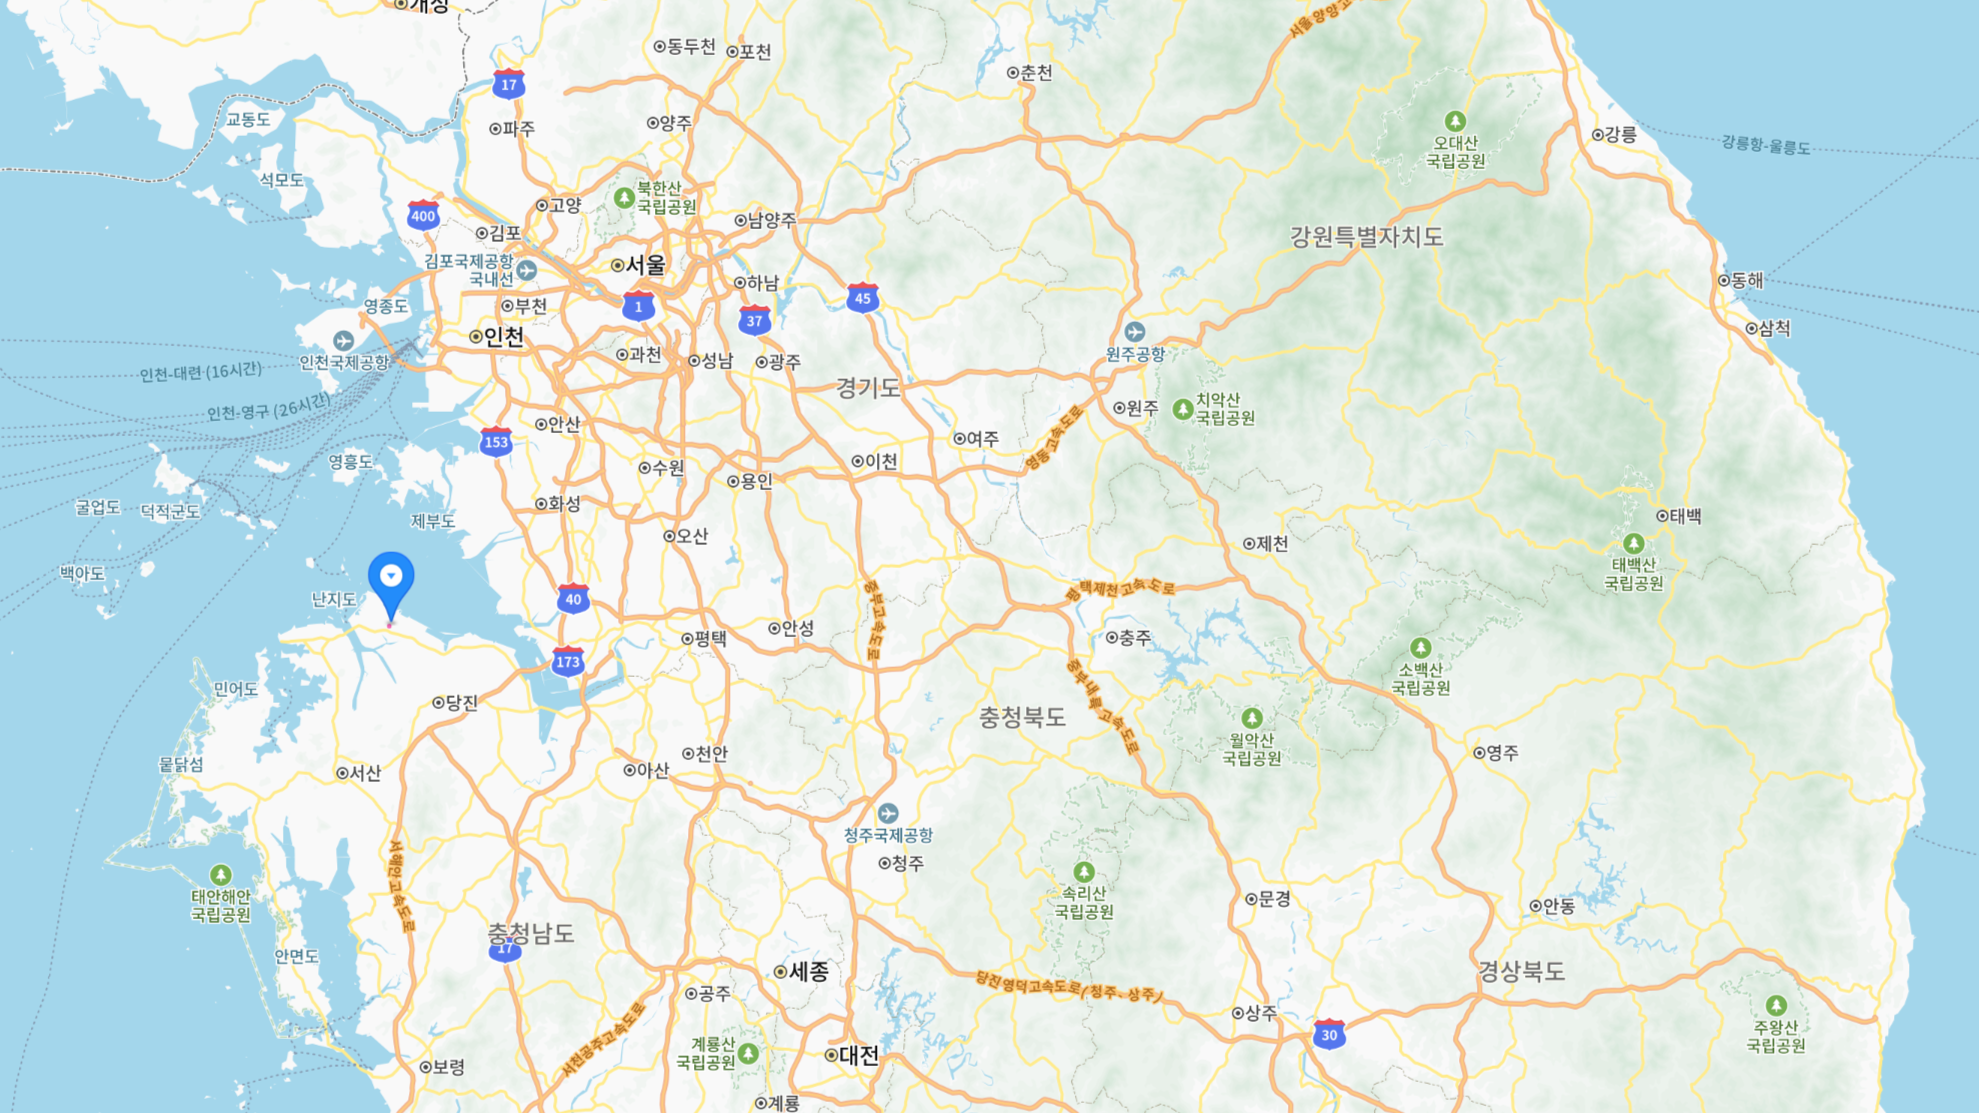 개성
동두천
포천
춘천
17
교동도
파주
양주
서울양양고
오대산
국립공원
강릉
강릉항-울릉도
석모도
400
고양
북한산
국립공원
남양주
김포
강원특별자치도
김포국제공항
국내선
서울
하남
45
동해
영종도
부천
1
37
삼척
인천
인천국제공항
과천
성남
광주
원주공항
인천-대련 (16시간)
경기도
인천-영구 (26시간)
원주
치악산
국립공원
안산
153
여주
영동고속도로
영흥도
수원
이천
용인
굴업도
덕적군도
제부도
화성
태백
오산
제천
백아도
태백산
국립공원
난지도
40
중부고속도로
평택제천고속도로
평택
안성
충주
173
소백산
국립공원
민어도
당진
중부내륙고속도로
충청북도
월악산
국립공원
영주
뭍닭섬
서산
아산
천안
청주국제공항
청주
서해안고속도로
태안해안
국립공원
속리산
국립공원
문경
안동
충청남도
17
안면도
세종
공주
당진영덕고속도로(청주、상주)
경상북도
상주
30
주왕산
국립공원
서천공주고속도로
계룡산
국립공원
대전
보령
계룡